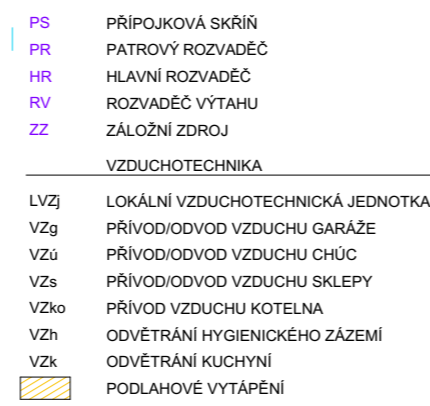 PS PŘÍPOJKOVÁ SKŘÍŇ
PR PATROVÝ ROZVADĚČ
HR HLAVNÍ ROZVADĚČ
RV ROZVADĚČ VÝTAHU
ZZ ZÁLOŽNÍ ZDROJ
VZDUCHOTECHNIKA
LVZj LOKÁLNÍ VZDUCHOTECHNICKÁ JEDNOTKA
VZg PŘÍVOD/ODVOD VZDUCHU GARÁŽE
VZú PŘÍVOD/ODVOD VZDUCHU CHÚC
VZs PŘÍVOD/ODVOD VZDUCHU SKLEPY
VZko PŘÍVOD VZDUCHU KOTELNA
VZh ODVĚTRÁNÍ HYGIENICKÉHO ZÁZEMÍ
VZk ODVĚTRÁNÍ KUCHYNÍ
PODLAHOVÉ VYTÁPĚNÍ